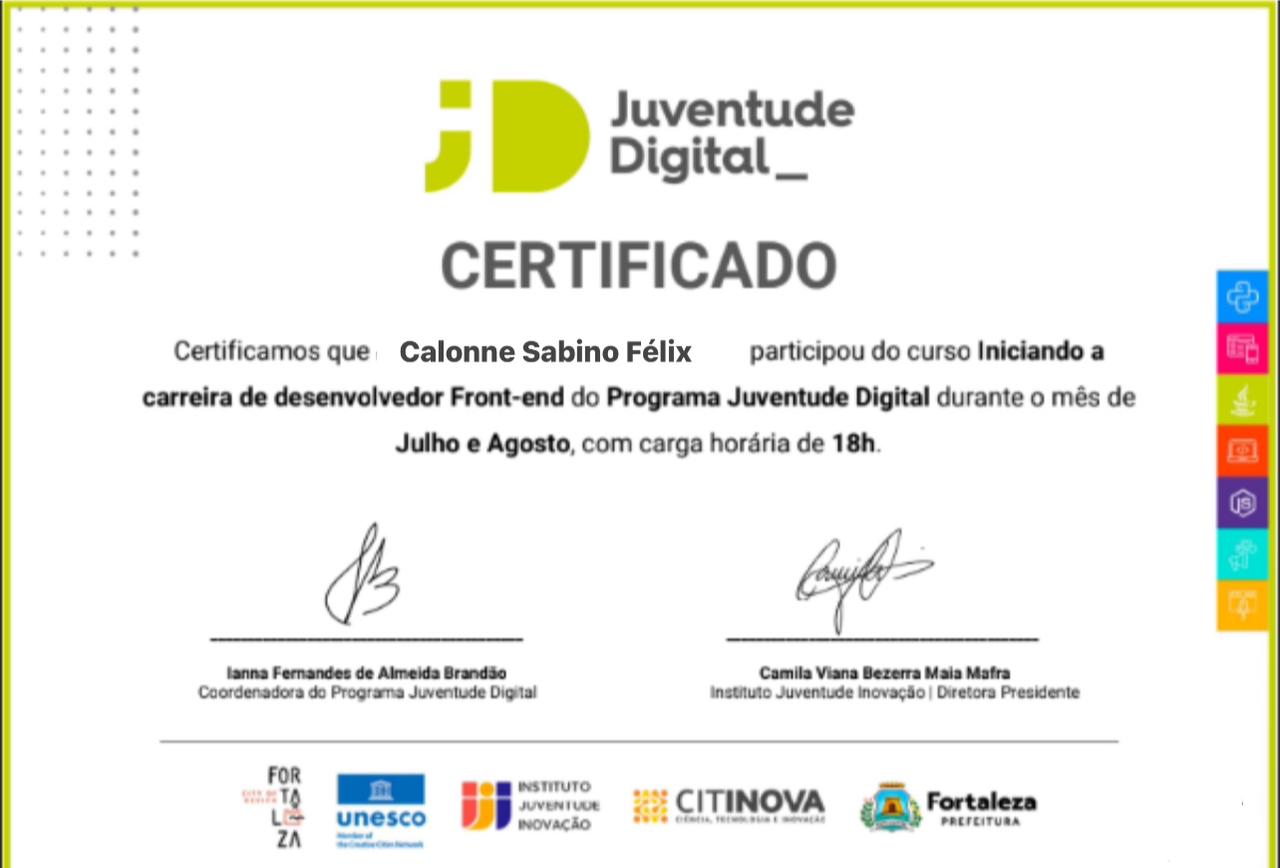 Juventude
Digital_
CERTIFICADO
Certificamos que Calonne Sabino Félix participou do curso Iniciando a
carreira de desenvolvedor Front-end do Programa Juventude Digital durante o mês de
Julho e Agosto, com carga horária de 18h.
Ianna Fernandes de Almeida Brandão
Coordenadora do Programa Juventude Digital
Camila Viana Bezerra Maia Mafra
Instituto Juventude Inovação | Diretora Presidente
FOR
TA
LEZA
CITY OF
DESIGN
unesco
Member of
the Creative Cities Network
INSTITUTO
JUVENTUDE
INOVAÇÃO
CITINOVA
CIÊNCIA, TECNOLOGIA E INOVAÇÃO
Fortaleza
PREFEITURA
JS